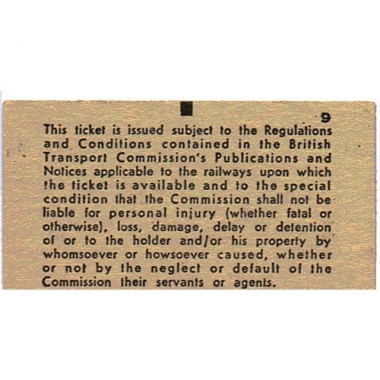 9
This ticket is issued subject to the Regulations
and Conditions contained in the British
Transport Commission's Publications and
Notices applicable to the railways upon which
the ticket is available and to the special
condition that the Commission shall not be
liable for personal injury (whether fatal or
otherwise), loss, damage, delay or detention
of or to the holder and/or his property by
whomsoever or howsoever caused, whether
or not by the neglect or default of the
Commission their servants or agents.